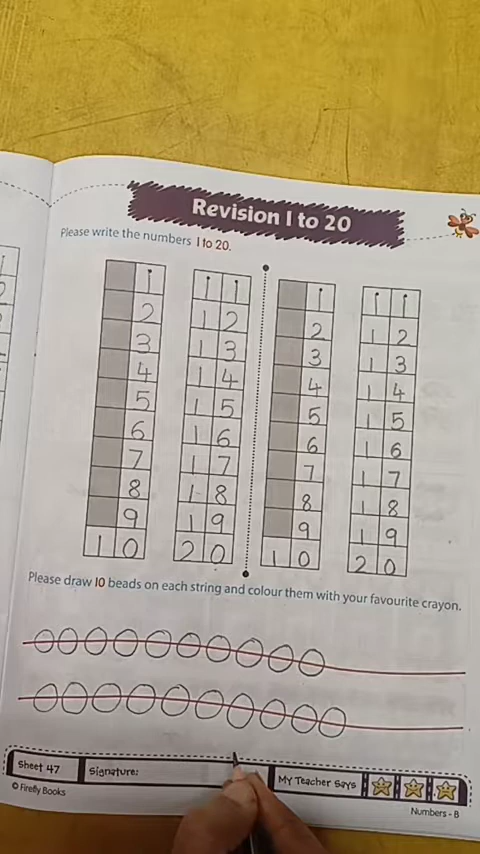 Revision 1 to 20
Please write the numbers 1 to 20.
1 11 1 11
2 12 2 12
3 13 3 13
4 14 4 14
5 15 5 15
6 16 6 16
7 17 7 17
8 18 8 18
9 19 9 19
10 20 10 20
Please draw 10 beads on each string and colour them with your favourite crayon.
Sheet 47 Signature: My Teacher Says
© Firefly Books Numbers - 8